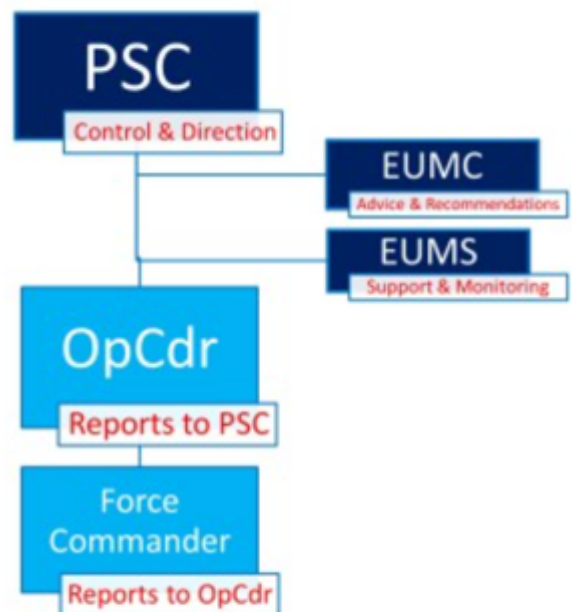 PSC
Control & Direction
EUMC
Advice & Recommendations
EUMS
Support & Monitoring
OpCdr
Reports to PSC
Force
Commander
Reports to OpCdr